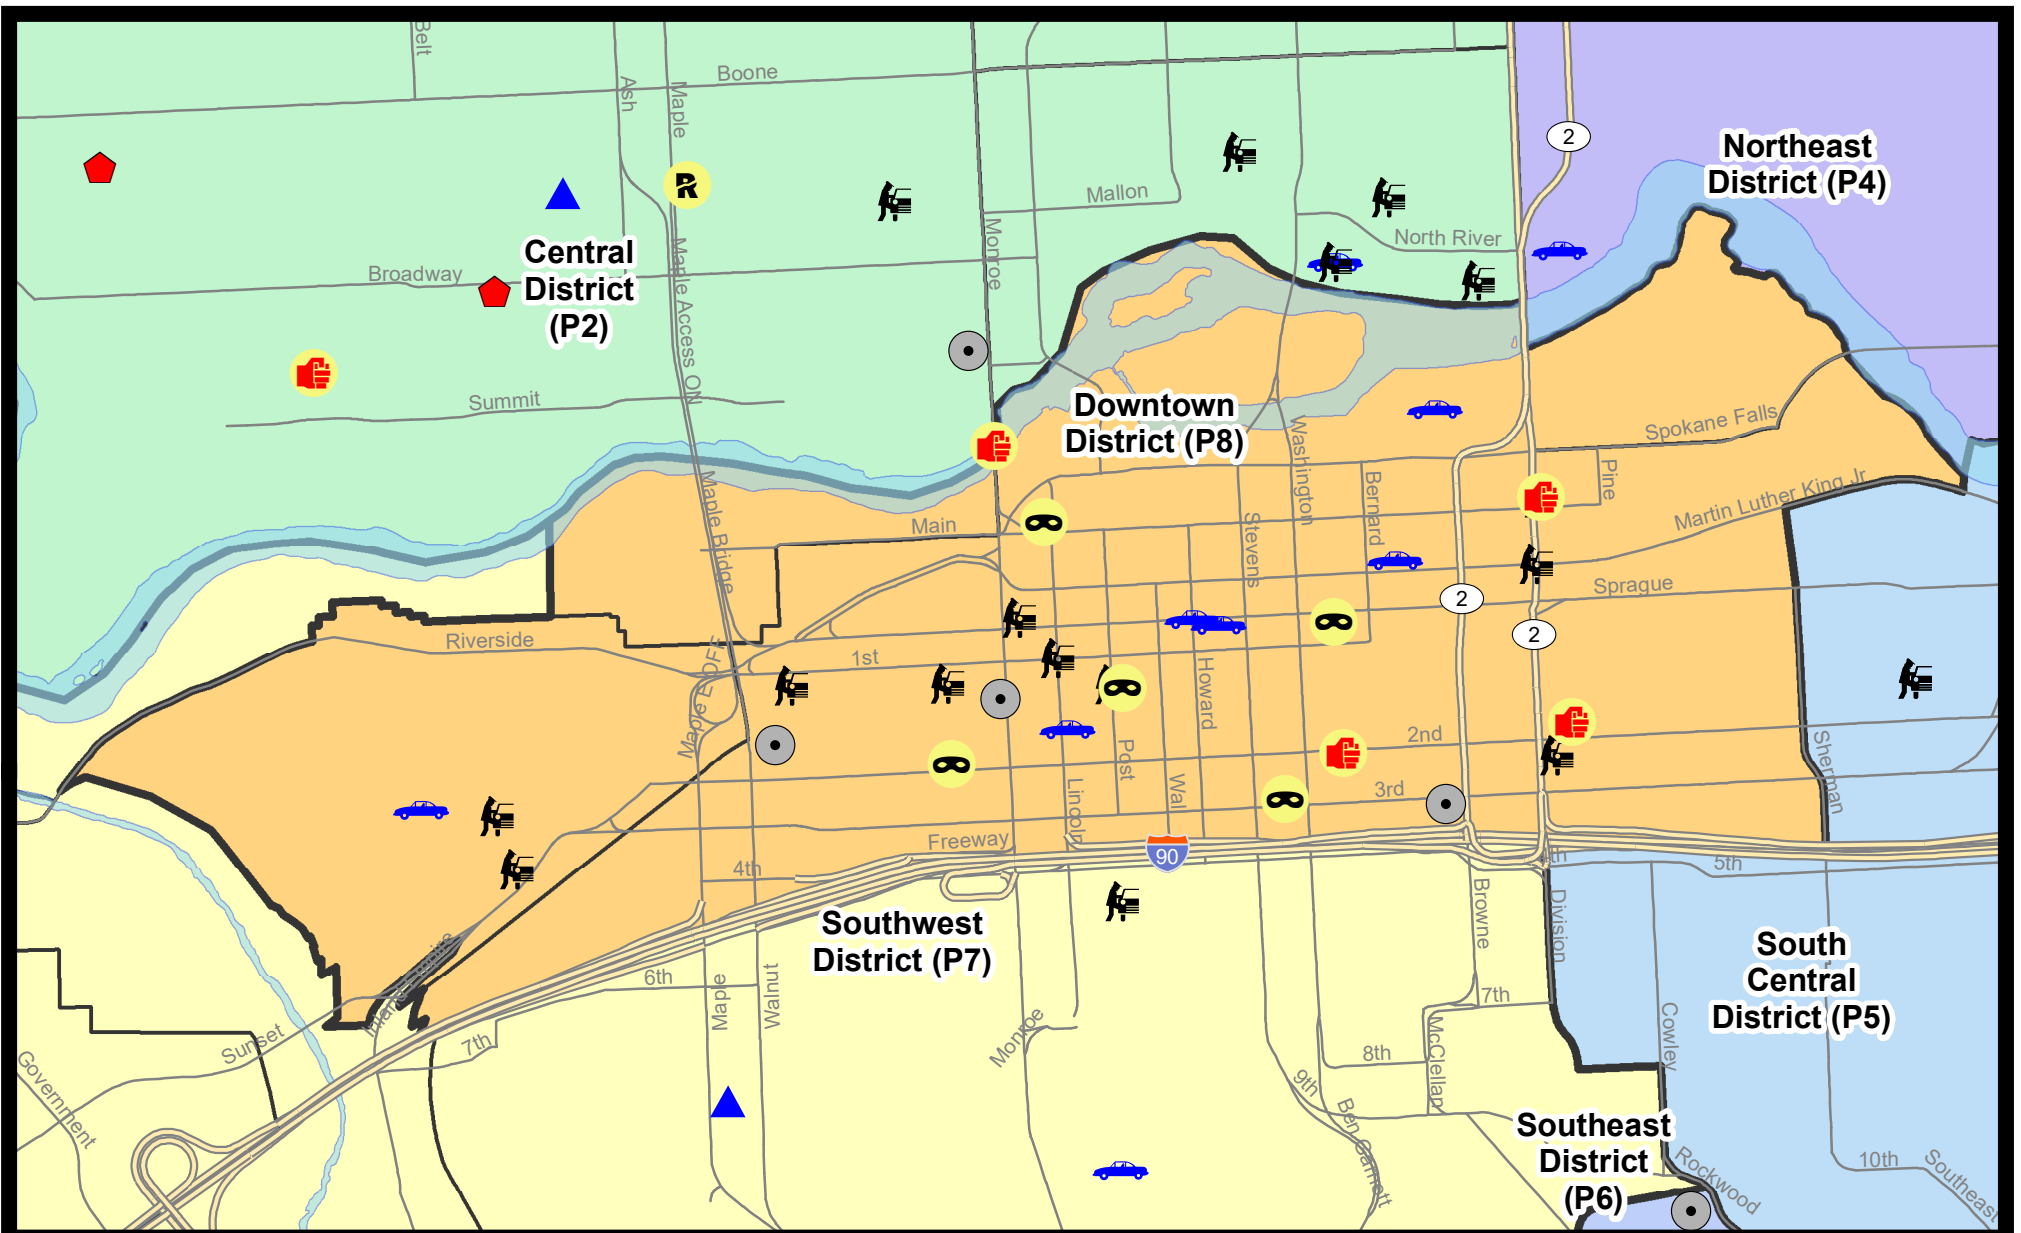 Belt
Boone
Ash
Maple
2
Northeast
District (P4)
Mallon
Monroe
North River
Central
District
(P2)
Broadway
Maple Access ON
Summit
Downtown
District (P8)
Washington
Spokane Falls
Pine
Bernard
Martin Luther King Jr
Main
Stevens
Maple Bridge
Sprague
2
2
Riverside
1st
Maple E OFF
Howard
2nd
Post
Sherman
Lincoln
Wal
3rd
Freeway
90
4th
5th
Southwest
District (P7)
Browne
Division
South
Central
District (P5)
6th
Maple
Walnut
7th
Sunset
7th
Monroe
McClellan
Cowley
8th
Government
9th
Ben Garnett
Southeast
District
(P6)
Rockwood
10th
Southeast